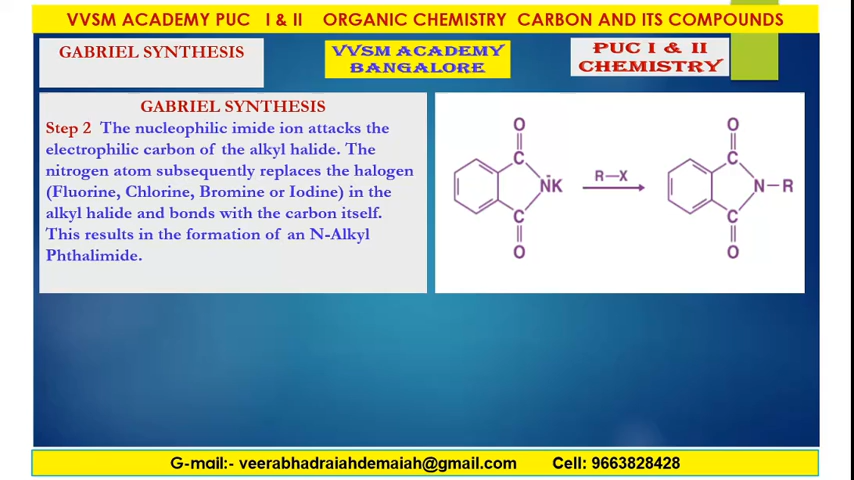 VVSM ACADEMY PUC I & II ORGANIC CHEMISTRY CARBON AND ITS COMPOUNDS
GABRIEL SYNTHESIS
VVSM ACADEMY
BANGALORE
PUC I & II
CHEMISTRY
GABRIEL SYNTHESIS
Step 2 The nucleophilic imide ion attacks the
electrophilic carbon of the alkyl halide. The
nitrogen atom subsequently replaces the halogen
(Fluorine, Chlorine, Bromine or Iodine) in the
alkyl halide and bonds with the carbon itself.
This results in the formation of an N-Alkyl
Phthalimide.
O
C
NK
C
O
R—X
O
C
N—R
C
O
G-mail:- veerabhadraiahdemaiah@gmail.com Cell: 9663828428